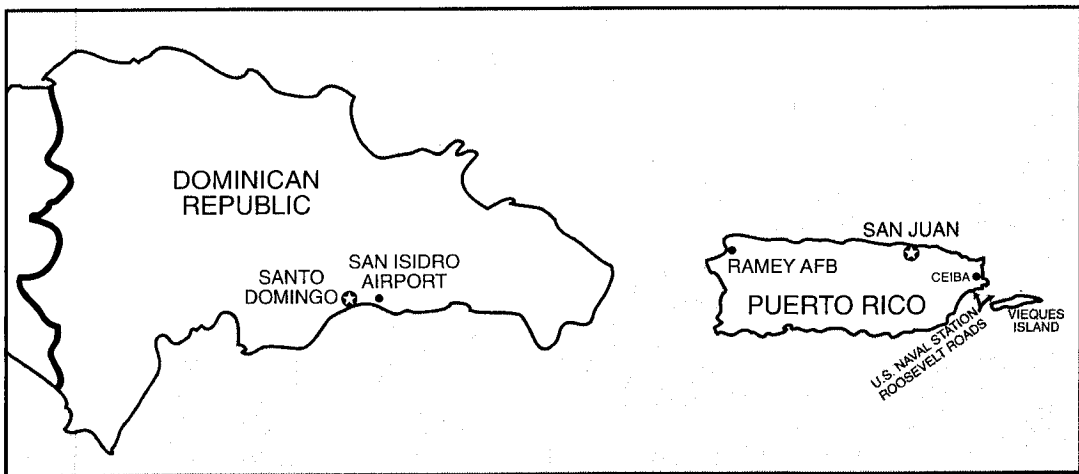 DOMINICAN
REPUBLIC
SANTO
DOMINGO
SAN ISIDRO
AIRPORT
SAN JUAN
RAMEY AFB
CEIBA
PUERTO RICO
VIEQUES
ISLAND
U.S. NAVAL STATION
ROOSEVELT ROADS